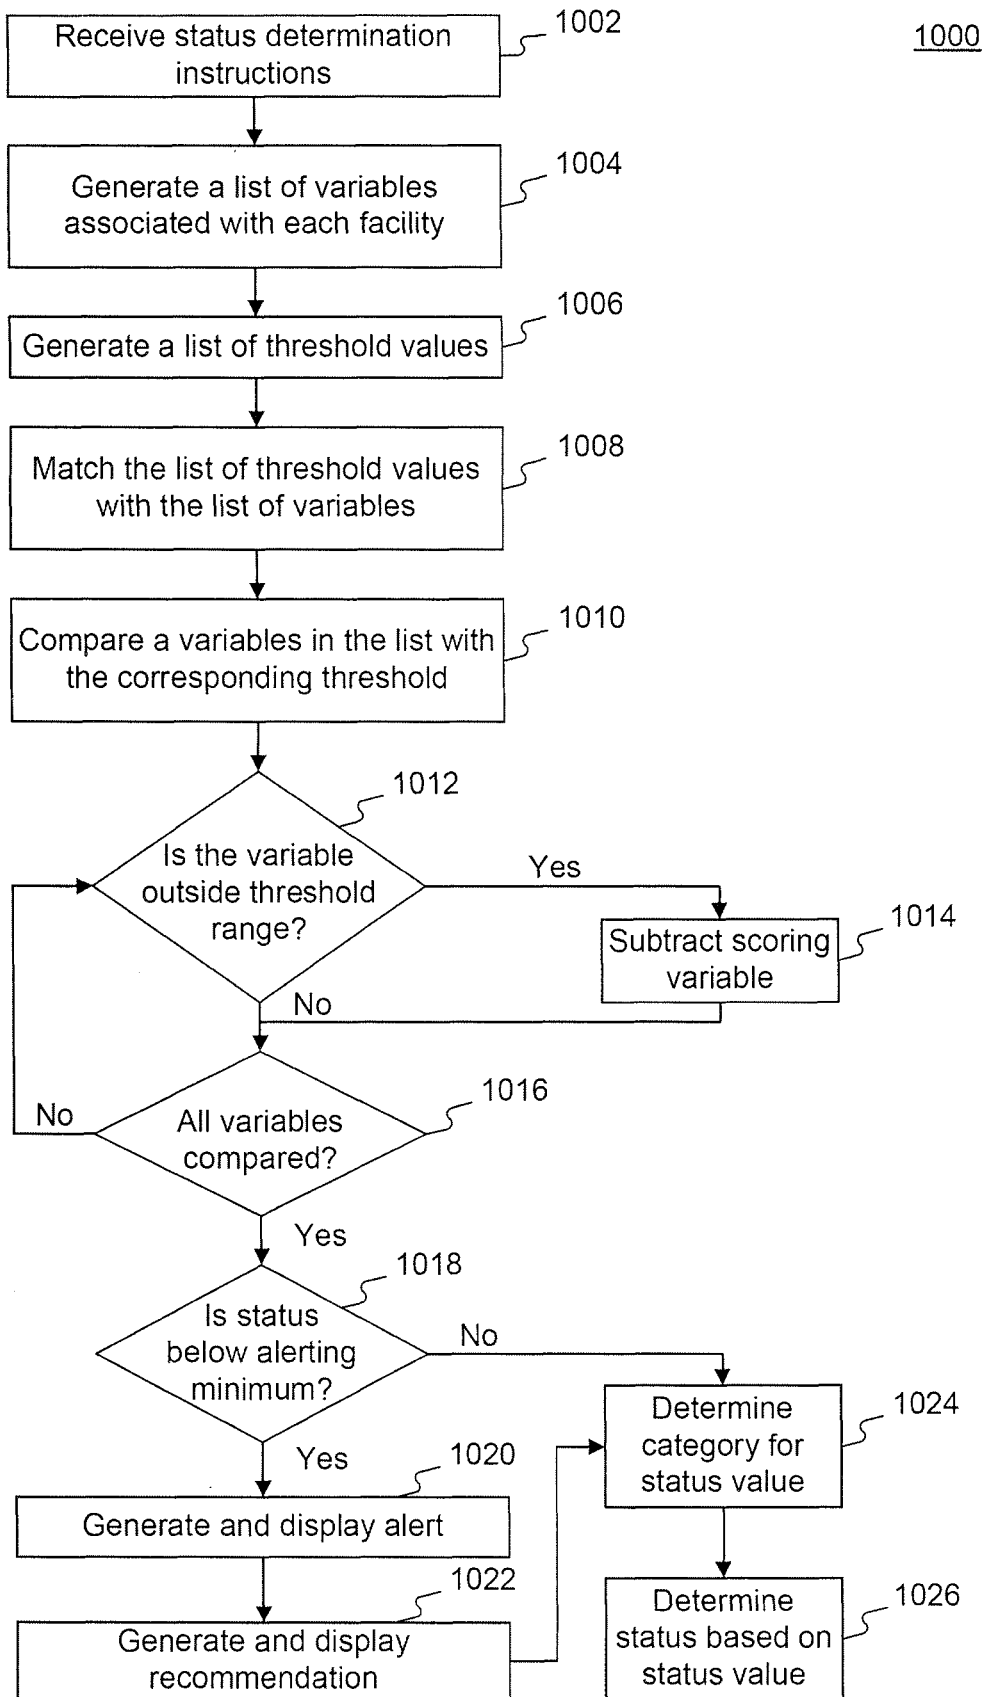 1000
Receive status determination
instructions
1002
Generate a list of variables
associated with each facility
1004
Generate a list of threshold values
1006
Match the list of threshold values
with the list of variables
1008
Compare a variables in the list with
the corresponding threshold
1010
Is the variable
outside threshold
range?
1012
Yes
Subtract scoring
variable
1014
No
All variables
compared?
1016
No
Yes
Is status
below alerting
minimum?
1018
No
Yes
Generate and display alert
1020
Generate and display
recommendation
1022
Determine
category for
status value
1024
Determine
status based on
status value
1026